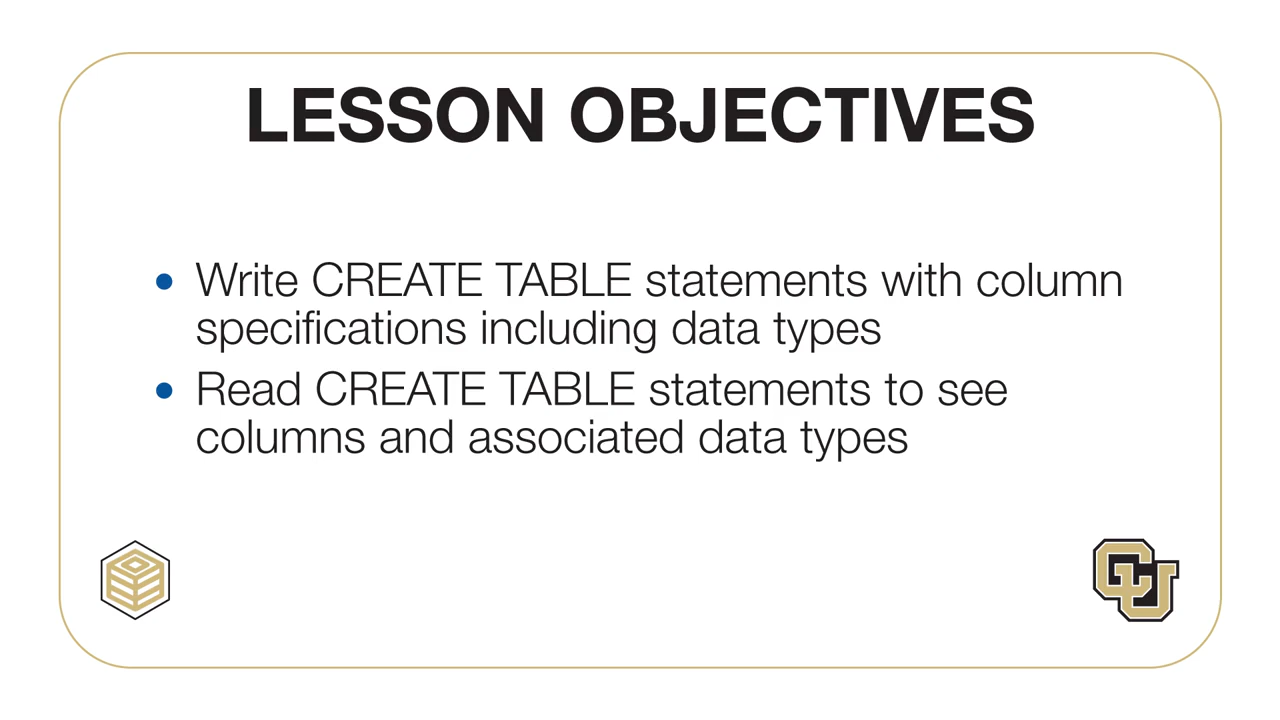 LESSON OBJECTIVES
• Write CREATE TABLE statements with column
specifications including data types
• Read CREATE TABLE statements to see
columns and associated data types
CU